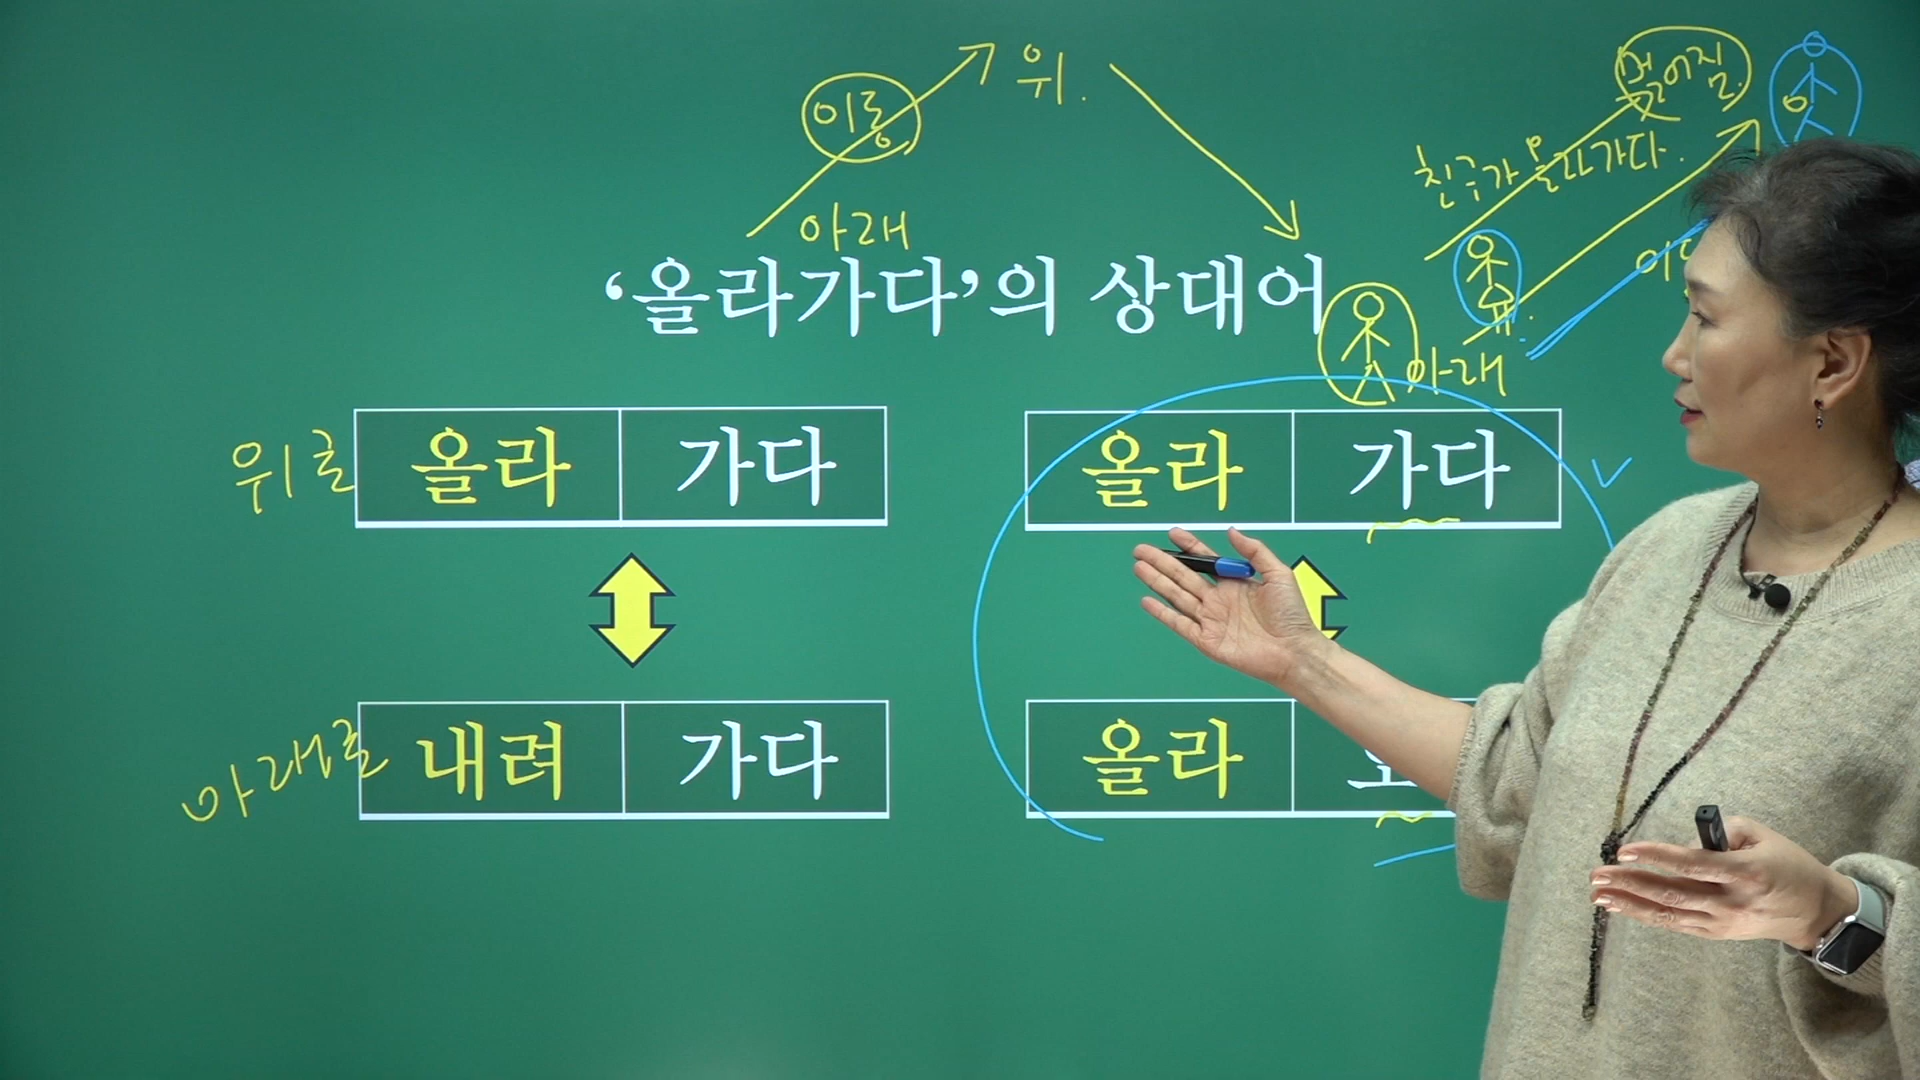 이동
위.
멀어짐.
친구가 올라가다.
아래
‘올라가다’의 상대어
아래
위로
올라 가다
올라 가다
아래로
내려 가다
올라